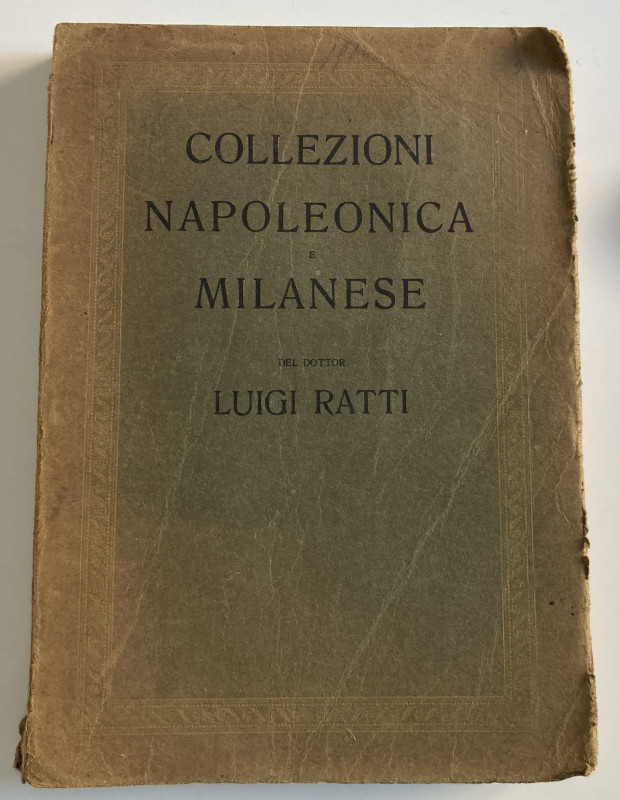 COLLEZIONI
NAPOLEONICA
E
MILANESE
DEL DOTTOR
LUIGI RATTI